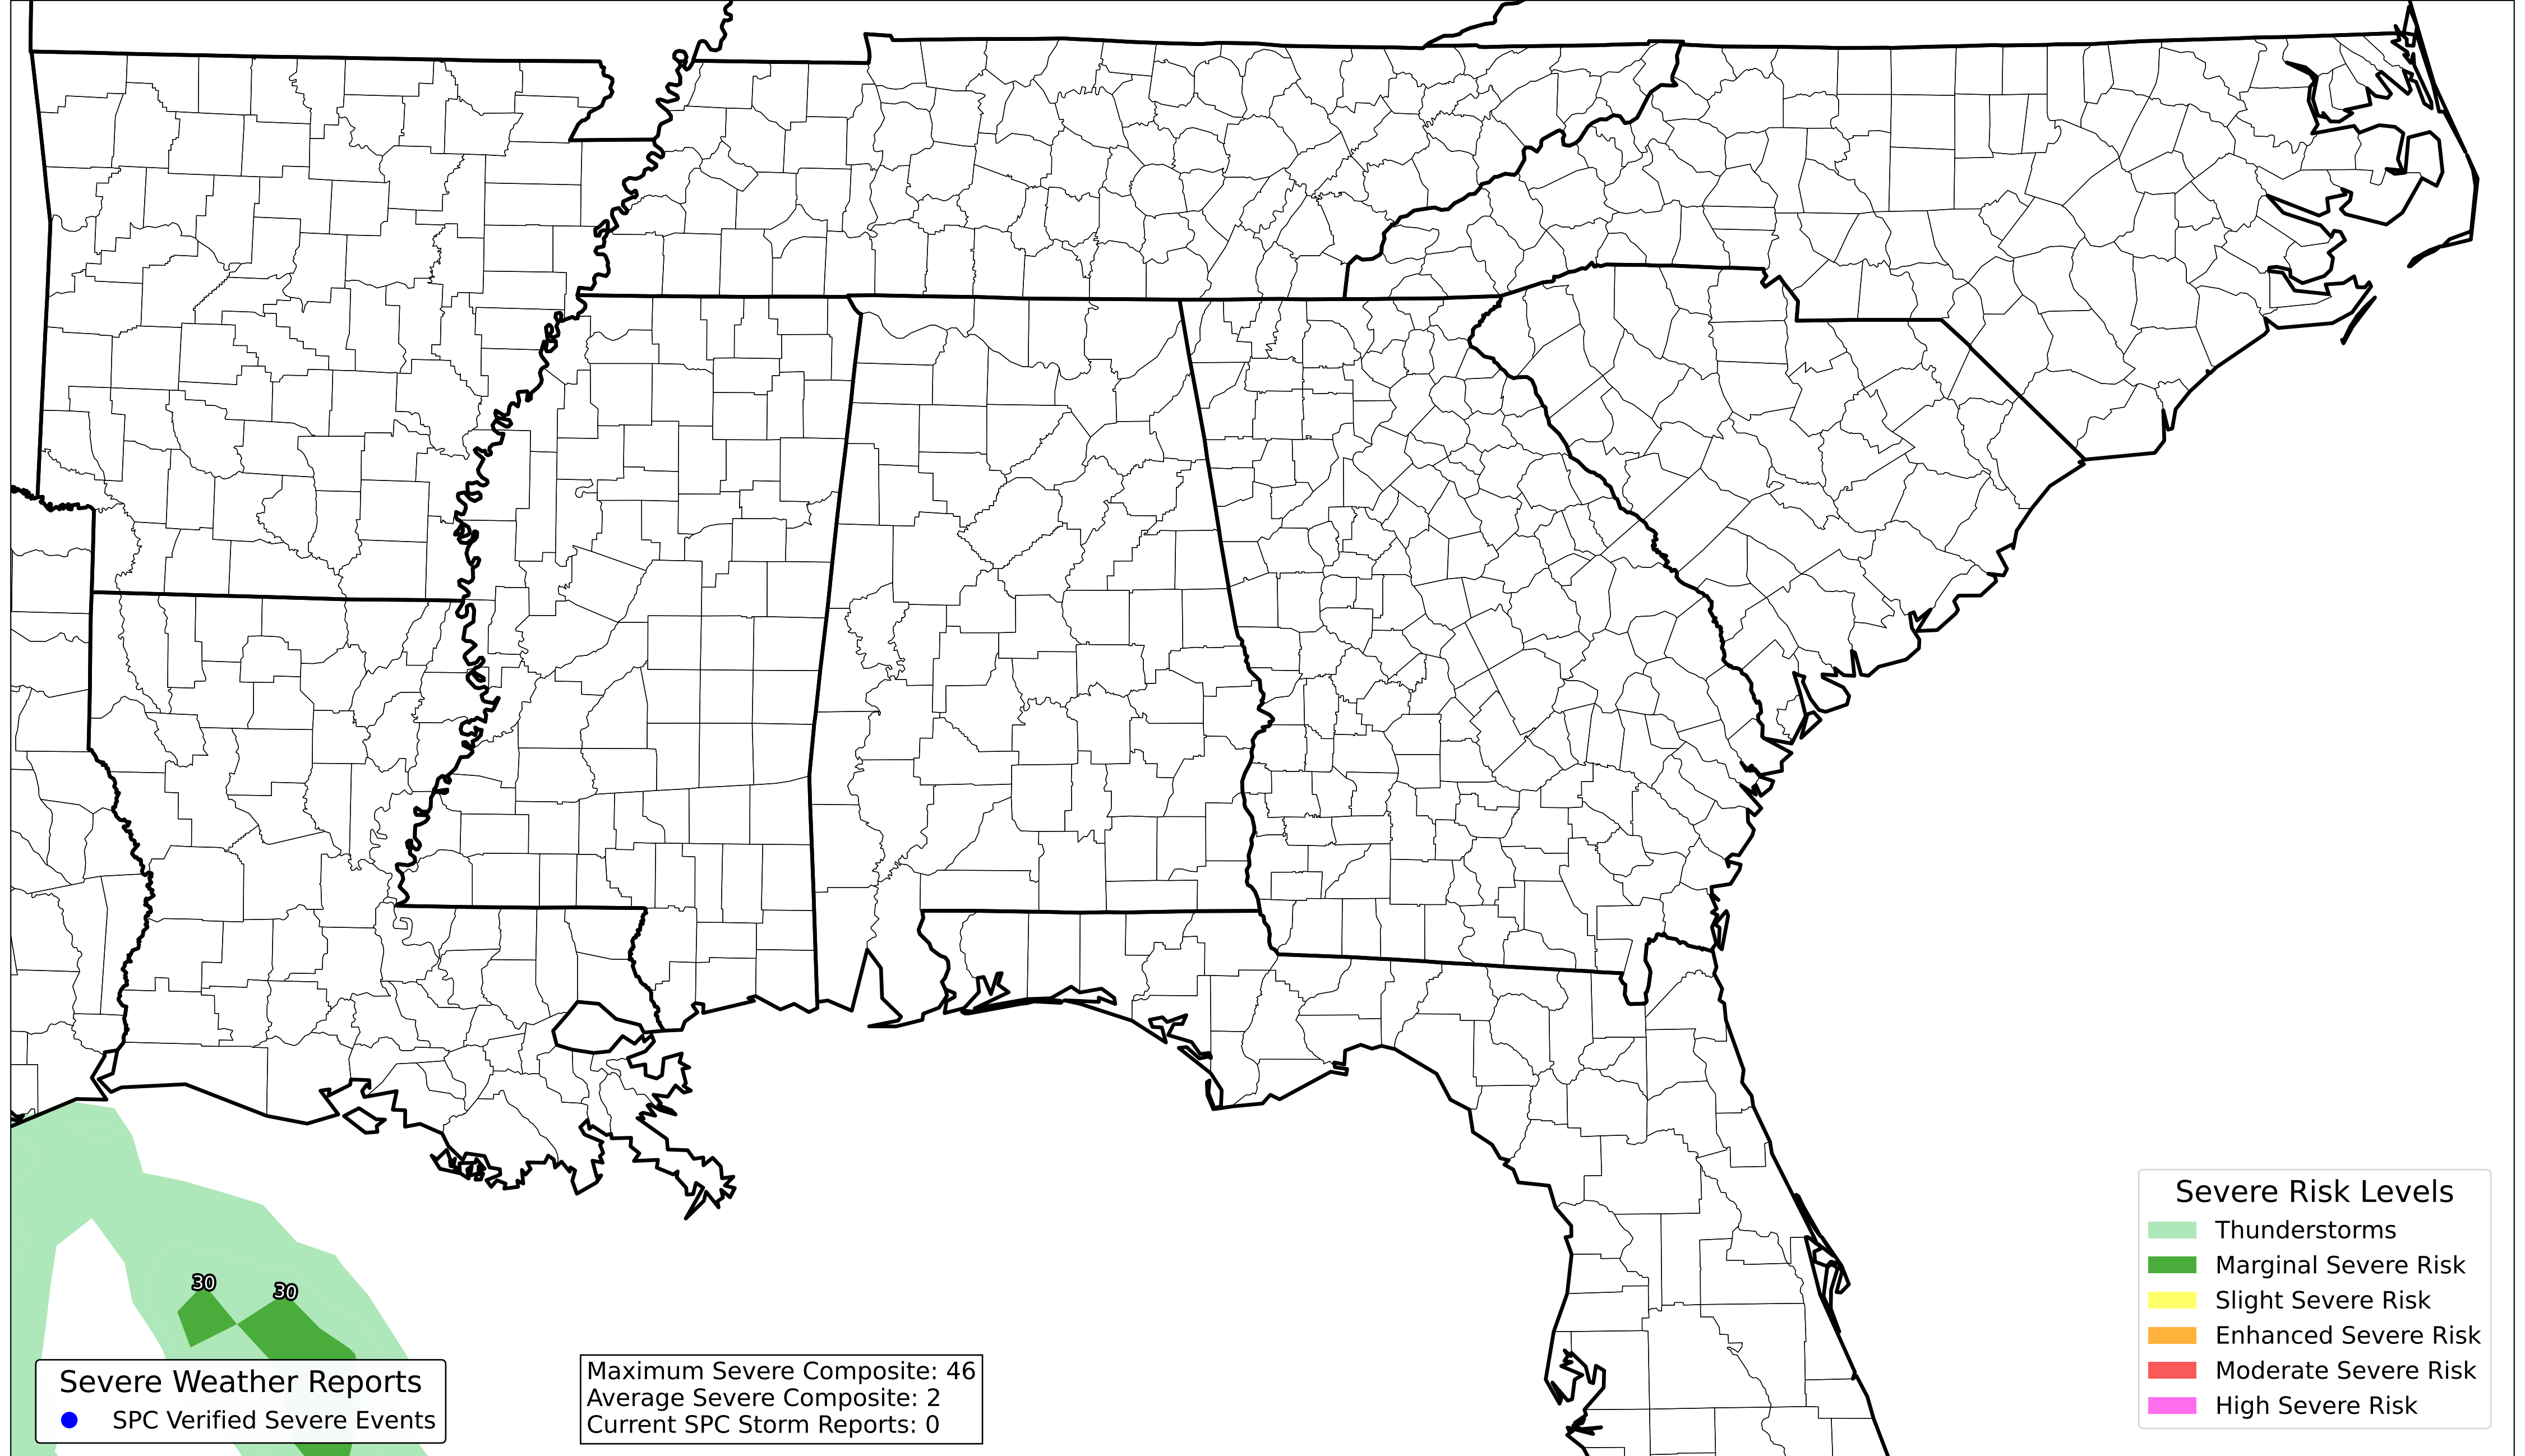 30
30
Severe Weather Reports
SPC Verified Severe Events
Maximum Severe Composite: 46
Average Severe Composite: 2
Current SPC Storm Reports: 0
Severe Risk Levels
Thunderstorms
Marginal Severe Risk
Slight Severe Risk
Enhanced Severe Risk
Moderate Severe Risk
High Severe Risk